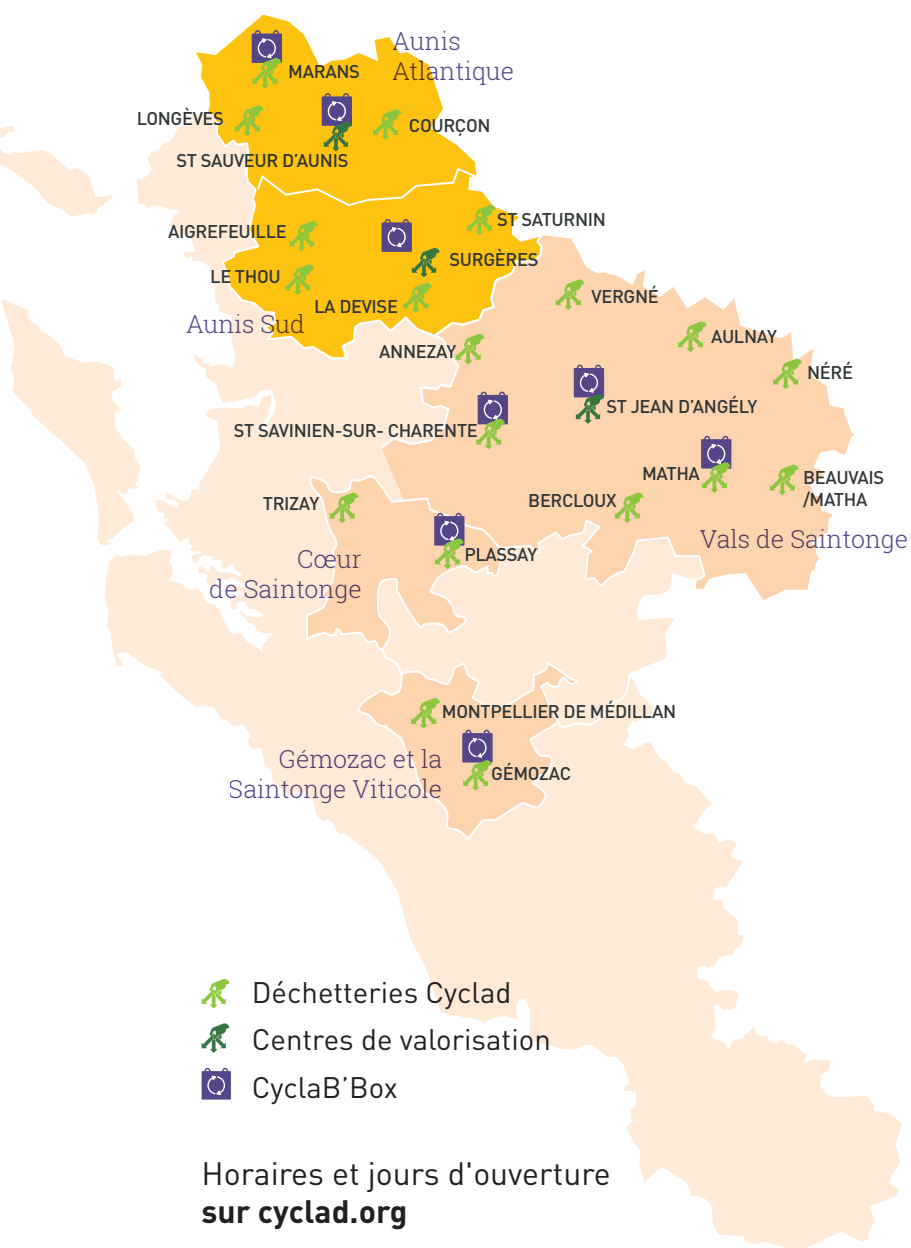 Aunis
Atlantique
MARANS
LONGÈVES
COURÇON
ST SAUVEUR D'AUNIS
ST SATURNIN
AIGREFEUILLE
SURGÈRES
LE THOU
LA DEVISE
VERGNÉ
Aunis Sud
AULNAY
ANNEZAY
NÉRÉ
ST JEAN D'ANGÉLY
ST SAVINIEN-SUR- CHARENTE
MATHA
BEAUVAIS
/MATHA
TRIZAY
BERCLOUX
Vals de Saintonge
PLASSAY
Cœur
de Saintonge
MONTPELLIER DE MÉDILLAN
Gémozac et la
Saintonge Viticole
GÉMOZAC
Déchetteries Cyclad
Centres de valorisation
CyclaB'Box
Horaires et jours d'ouverture
sur cyclad.org